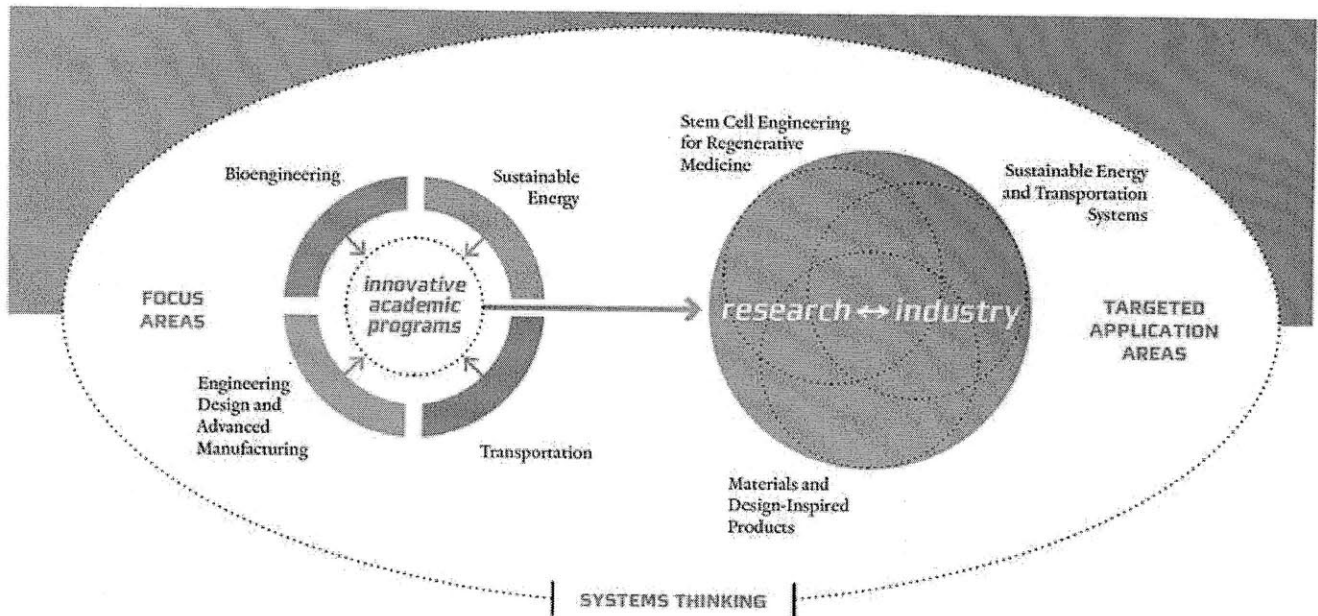 Bioengineering
Sustainable
Energy
FOCUS
AREAS
innovative
academic
programs
Engineering
Design and
Advanced
Manufacturing
Transportation
Stem Cell Engineering
for Regenerative
Medicine
Sustainable Energy
and Transportation
Systems
research ↔ industry
TARGETED
APPLICATION
AREAS
Materials and
Design-Inspired
Products
SYSTEMS THINKING